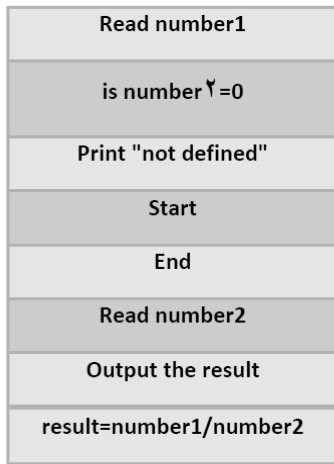 Read number1
is number٢=0
Print "not defined"
Start
End
Read number2
Output the result
result=number1/number2